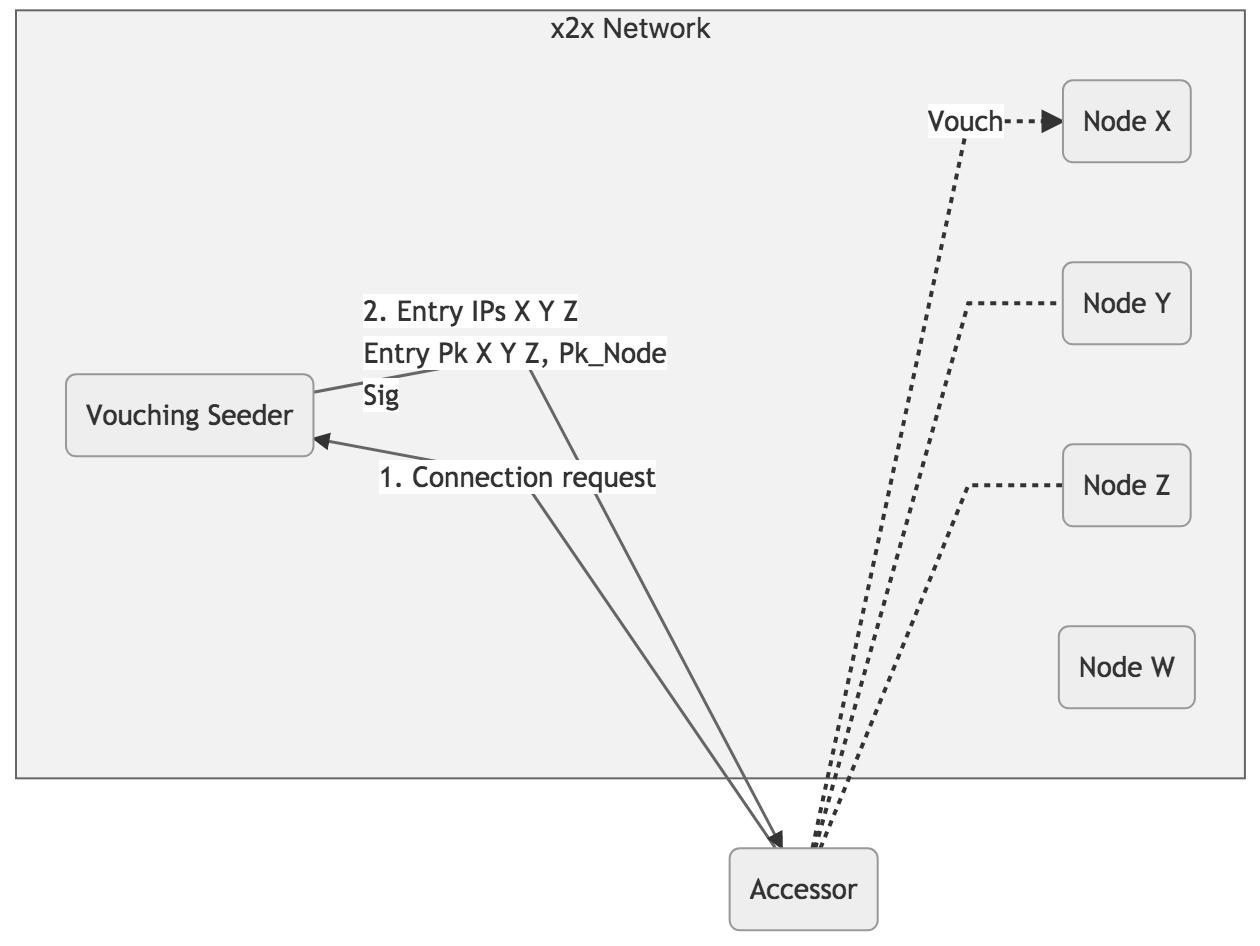 x2x Network
Vouch
Node X
Node Y
2. Entry IPs X Y Z
Entry Pk X Y Z, Pk_Node
Sig
Vouching Seeder
1. Connection request
Node Z
Node W
Accessor